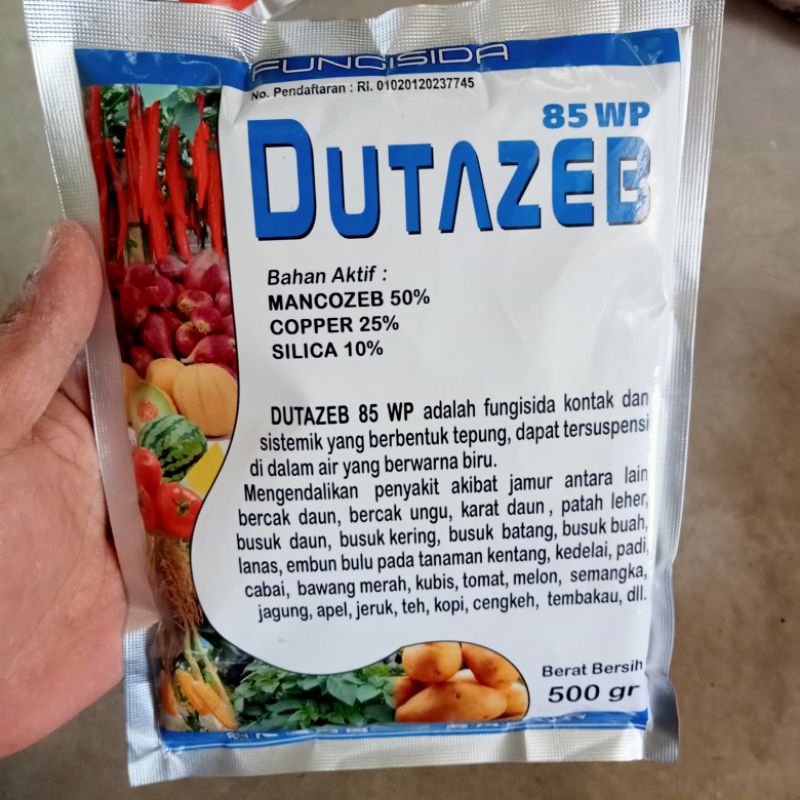 FUNGISIDA
No. Pendaftaran : RI. 01020120237745
85 WP
DUTAZEB
Bahan Aktif :
MANCOZEB 50%
COPPER 25%
SILICA 10%
DUTAZEB 85 WP adalah fungisida kontak dan
sistemik yang berbentuk tepung, dapat tersuspensi
di dalam air yang berwarna biru.
Mengendalikan penyakit akibat jamur antara lain
bercak daun, bercak ungu, karat daun, patah leher,
busuk daun, busuk kering, busuk batang, busuk buah,
lanas, embun bulu pada tanaman kentang, kedelai, padi,
cabai, bawang merah, kubis, tomat, melon, semangka,
jagung, apel, jeruk, teh, kopi, cengkeh, tembakau, dll.
Berat Bersih
500 gr